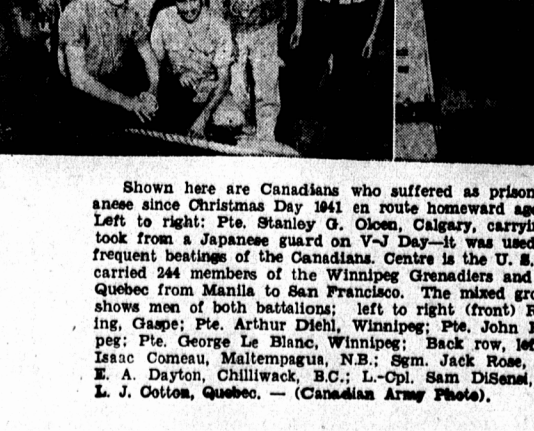 Shown here are Canadians who suffered as prison
anese since Christmas Day 1941 en route homeward ag
Left to right: Pte. Stanley G. Olsen, Calgary, carryi
took from a Japanese guard on V-J Day—it was used
frequent beatings of the Canadians. Centre is the U. S.
carried 244 members of the Winnipeg Grenadiers and
Quebec from Manila to San Francisco. The mixed gro
shows men of both battalions; left to right (front)
ing, Gaspe; Pte. Arthur Diehl, Winnipeg; Pte. John
peg; Pte. George Le Blanc, Winnipeg; Back row, le
Isaac Comeau, Maltempagua, N.B.; Sgm. Jack Rose,
E. A. Dayton, Chilliwack, B.C.; L.-Cpl. Sam DiSensi,
L. J. Cotton, Quebec. — (Canadian Army Photo).